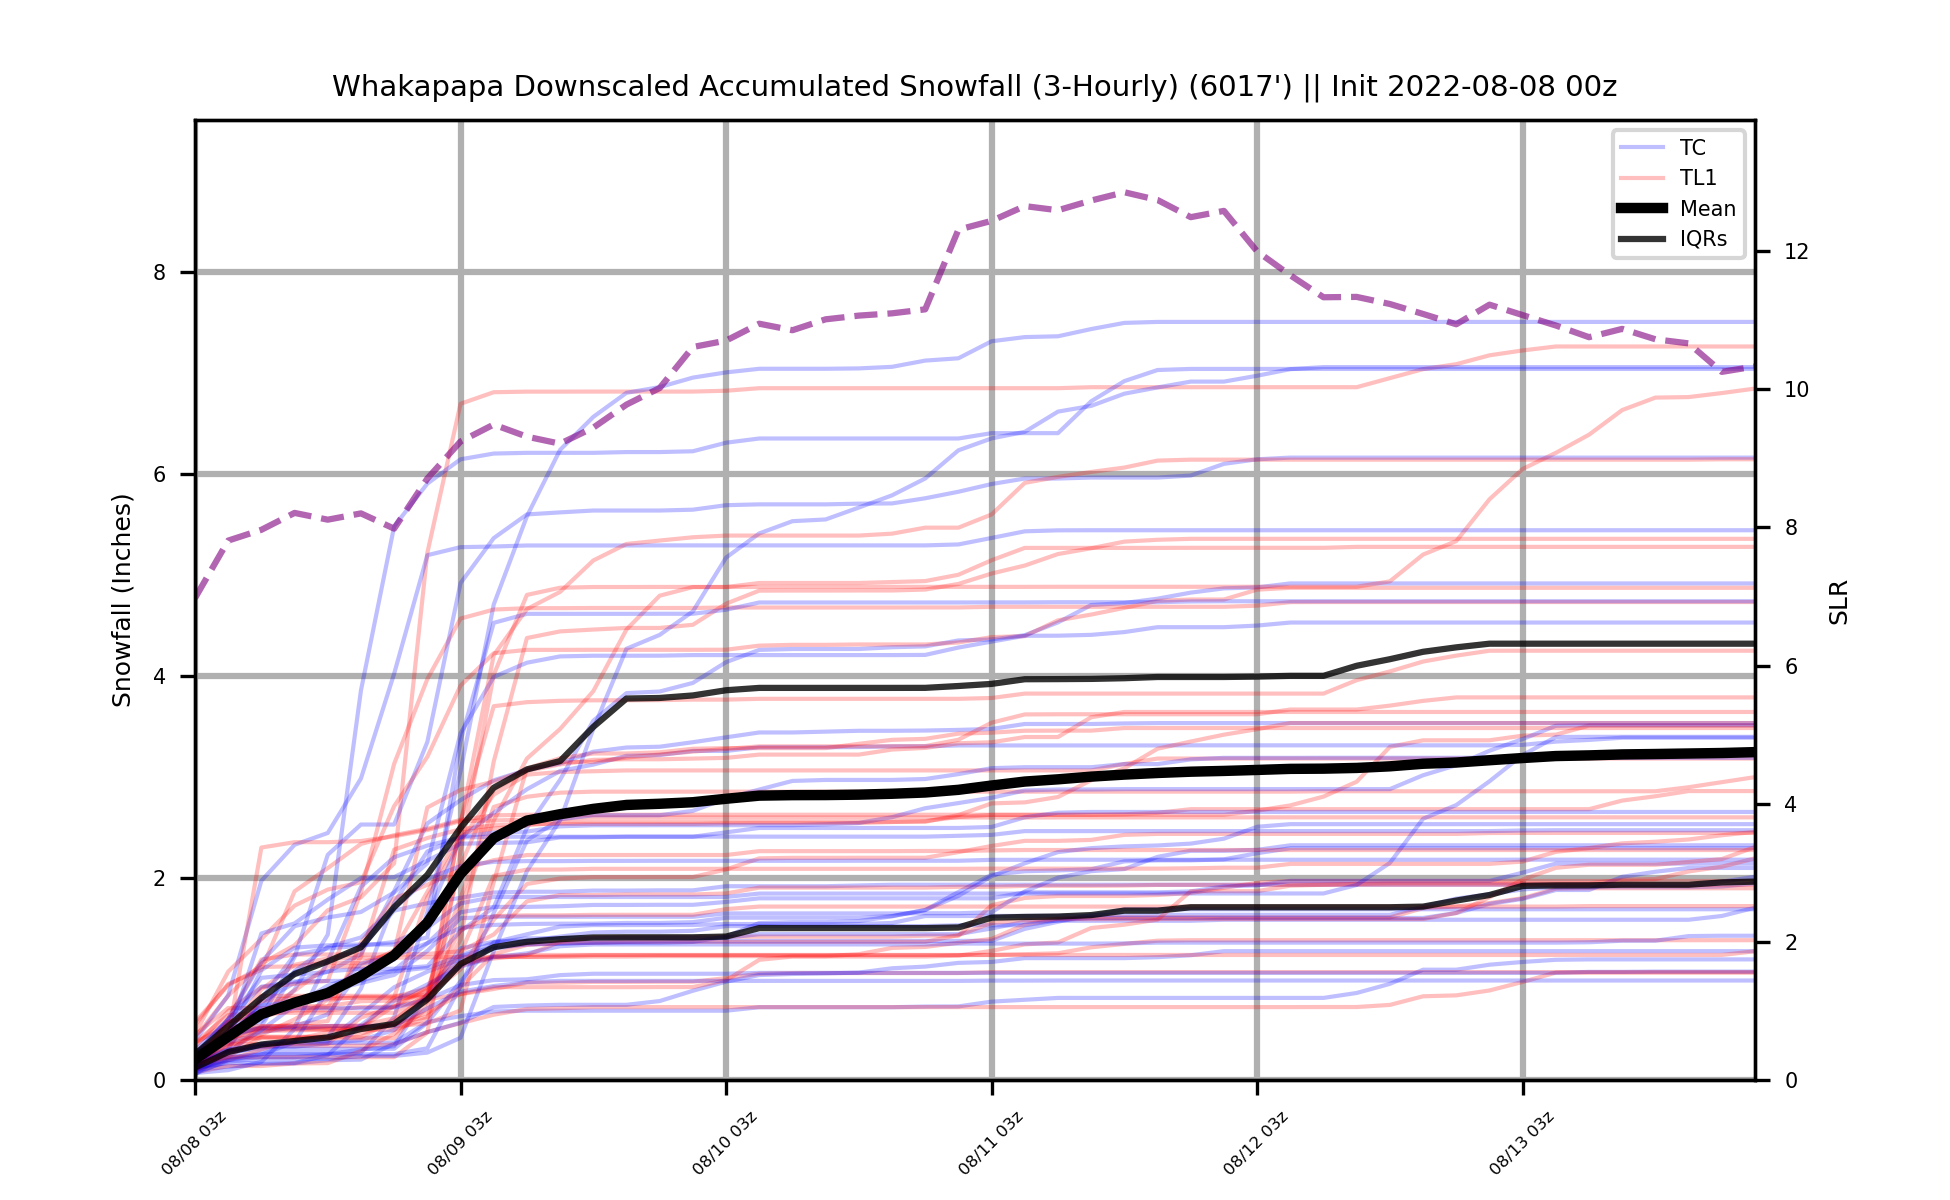 Whakapapa Downscaled Accumulated Snowfall (3-Hourly) (6017') || Init 2022-08-08 00z
TC
TL1
Mean
IQRs
Snowfall (Inches)
8
6
4
2
0
SLR
12
10
8
6
4
2
0
08/08 03z
08/09 03z
08/10 03z
08/11 03z
08/12 03z
08/13 03z